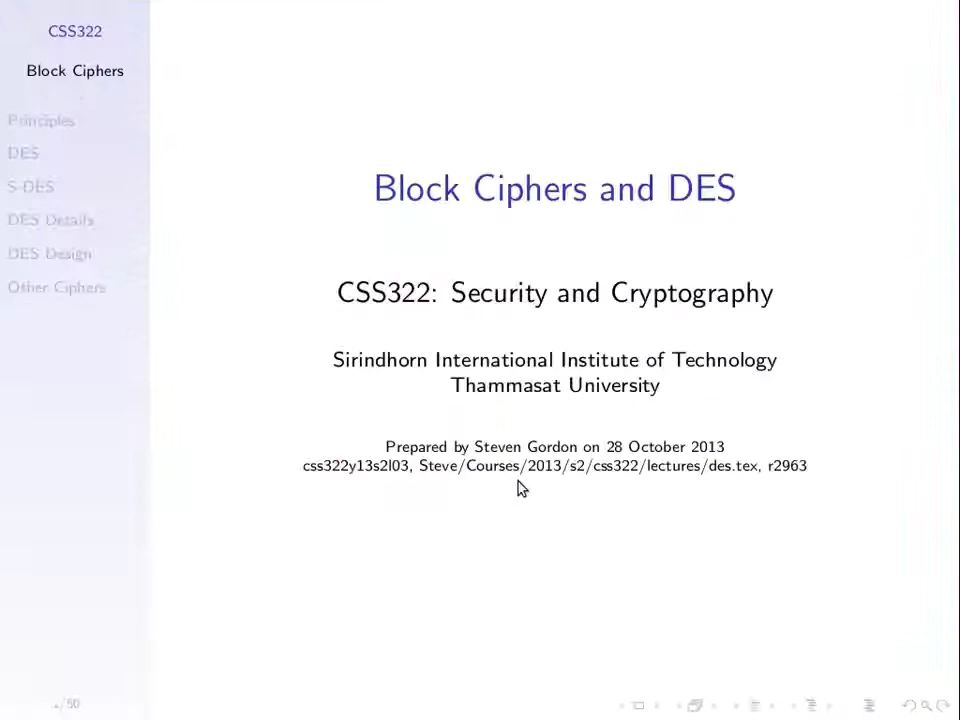 CSS322
Block Ciphers
Principles
DES
S-DES
DES Details
DES Design
Other Ciphers
Block Ciphers and DES
CSS322: Security and Cryptography
Sirindhorn International Institute of Technology
Thammasat University
Prepared by Steven Gordon on 28 October 2013
css322y13s2l03, Steve/Courses/2013/s2/css322/lectures/des.tex, r2963
/50